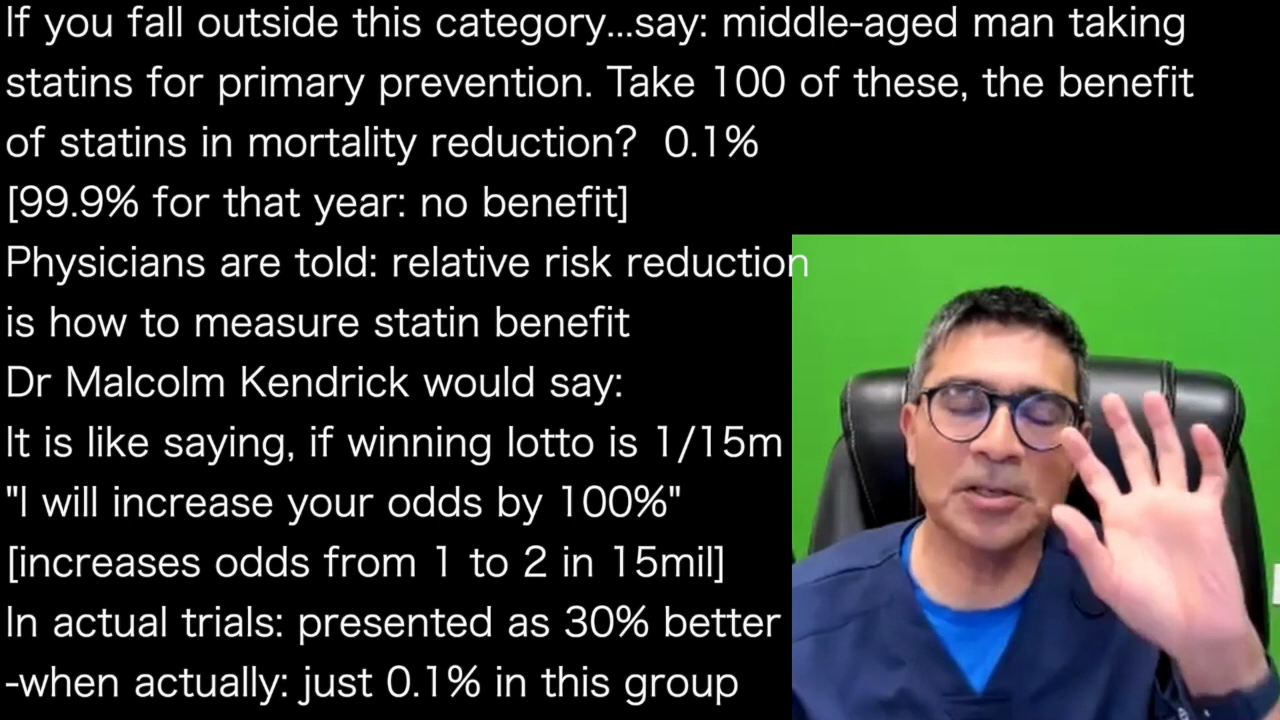 If you fall outside this category...say: middle-aged man taking
statins for primary prevention. Take 100 of these, the benefit
of statins in mortality reduction?  0.1%
[99.9% for that year: no benefit]
Physicians are told: relative risk reduction
is how to measure statin benefit
Dr Malcolm Kendrick would say:
It is like saying, if winning lotto is 1/15m
"I will increase your odds by 100%"
[increases odds from 1 to 2 in 15mil]
In actual trials: presented as 30% better
-when actually: just 0.1% in this group